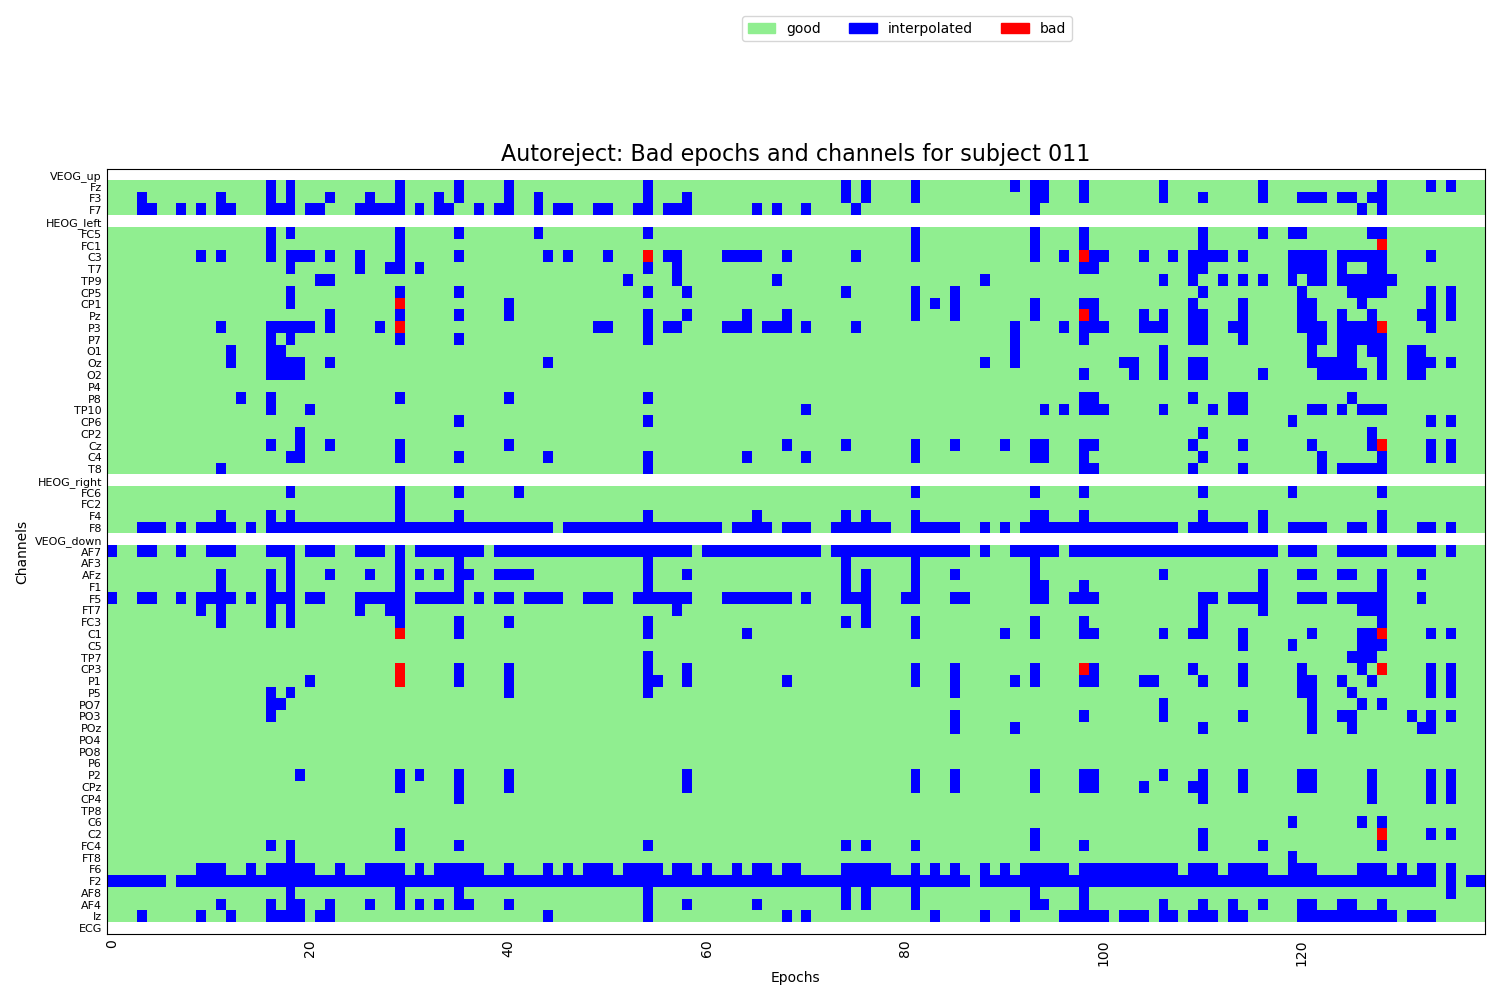 good interpolated bad
Autoreject: Bad epochs and channels for subject 011
VEOG_up
Fz
F3
F7
HEOG_left
FC5
FC1
C3
T7
TP9
CP5
CP1
Pz
P3
P7
O1
Oz
O2
P4
P8
TP10
CP6
CP2
Cz
C4
T8
HEOG_right
FC6
FC2
F4
F8
VEOG_down
AF7
AF3
AFz
F1
F5
FT7
FC3
C1
C5
TP7
CP3
P1
P5
PO7
PO3
POz
PO4
PO8
P6
P2
CPz
CP4
TP8
C6
C2
FC4
FT8
F6
F2
AF8
AF4
Iz
ECG
Channels
0 20 40 60 80 100 120
Epochs